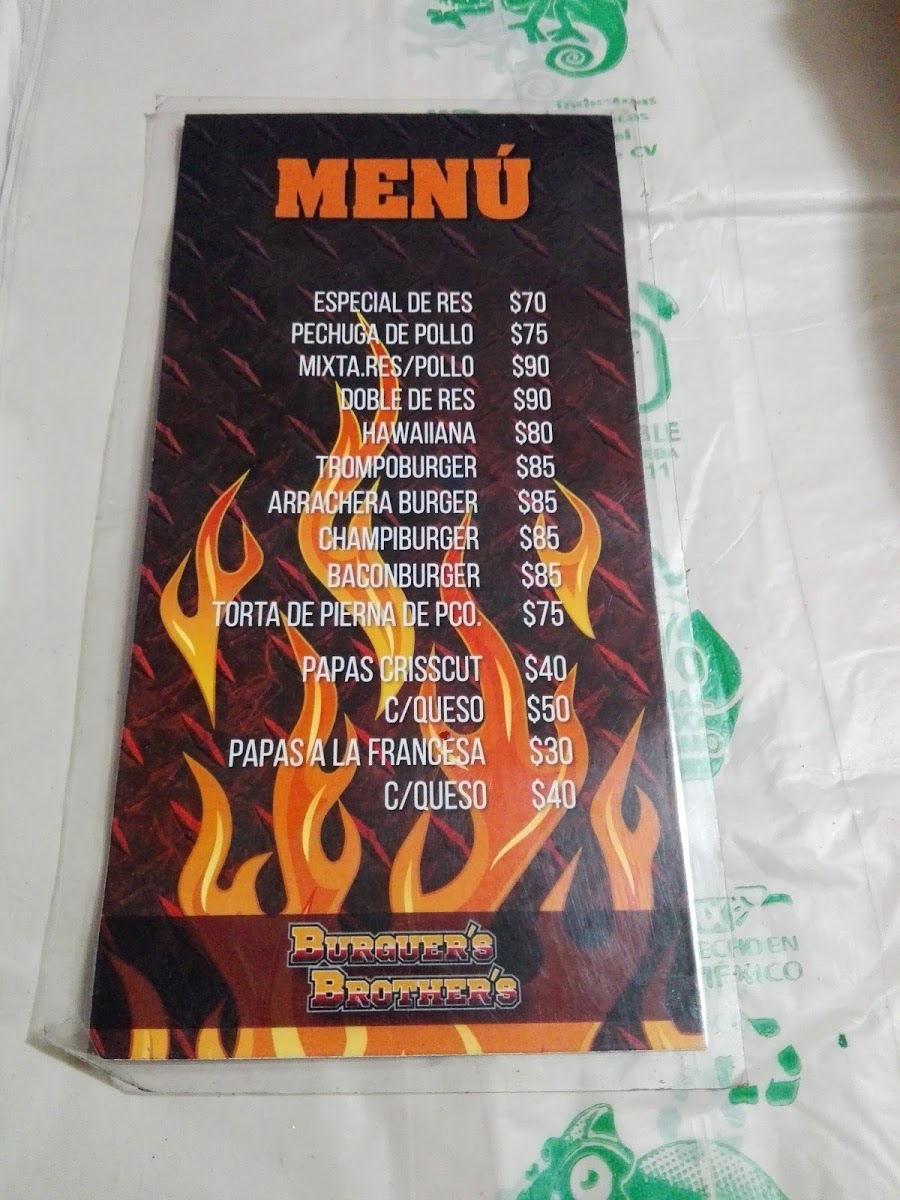 MENÚ
ESPECIAL DE RES $70
PECHUGA DE POLLO $75
MIXTA.RES/POLLO $90
DOBLE DE RES $90
HAWAIIANA $80
TROMPOBURGER $85
ARRACHERA BURGER $85
CHAMPIBURGER $85
BACONBURGER $85
TORTA DE PIERNA DE PCO. $75
PAPAS CRISSCUT $40
C/QUESO $50
PAPAS A LA FRANCESA $30
C/QUESO $40
BURGUER'S
BROTHER'S
CV
11